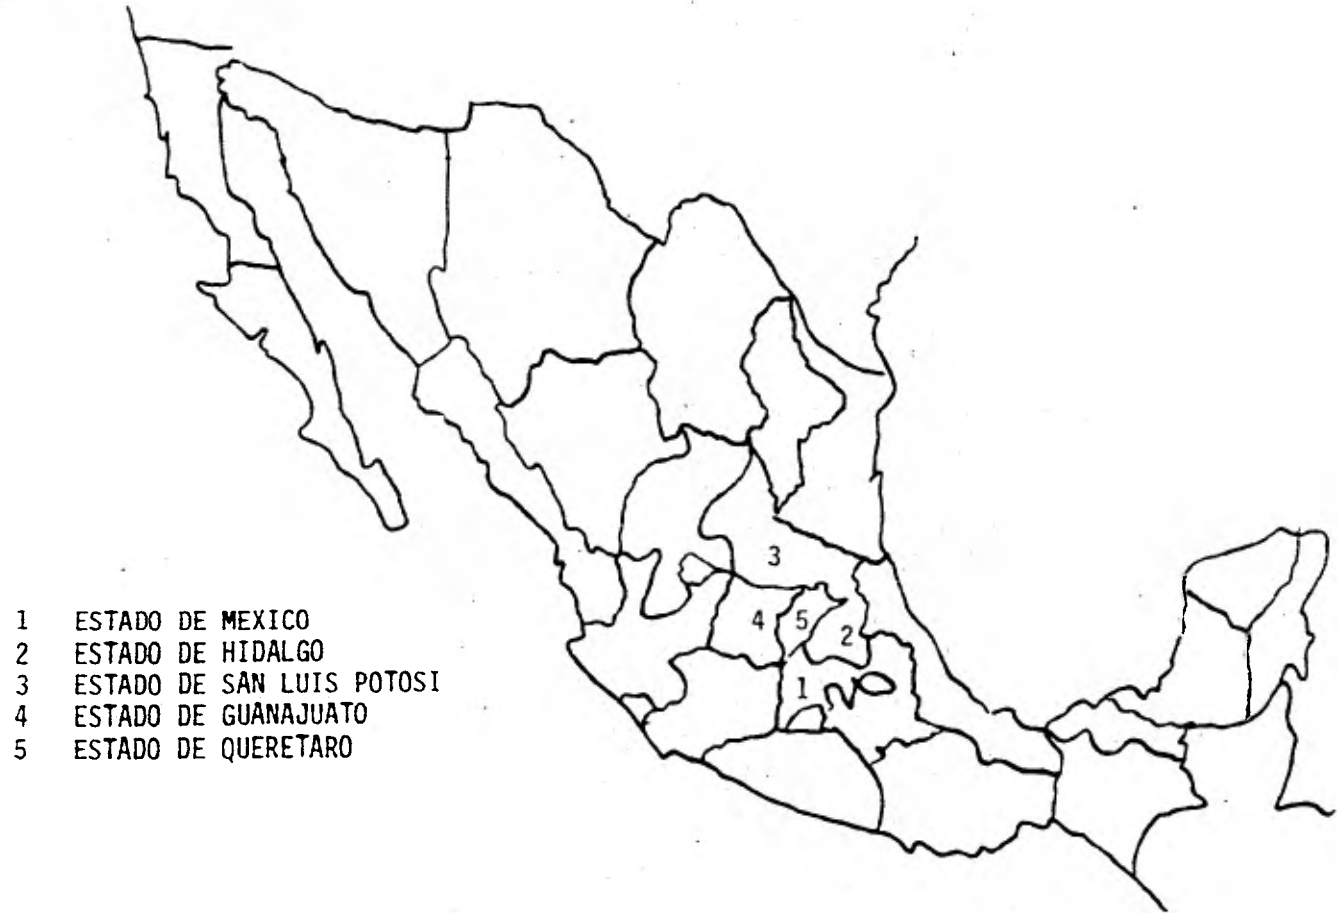 3
4
5
2
1
1 ESTADO DE MEXICO
2 ESTADO DE HIDALGO
3 ESTADO DE SAN LUIS POTOSI
4 ESTADO DE GUANAJUATO
5 ESTADO DE QUERETARO